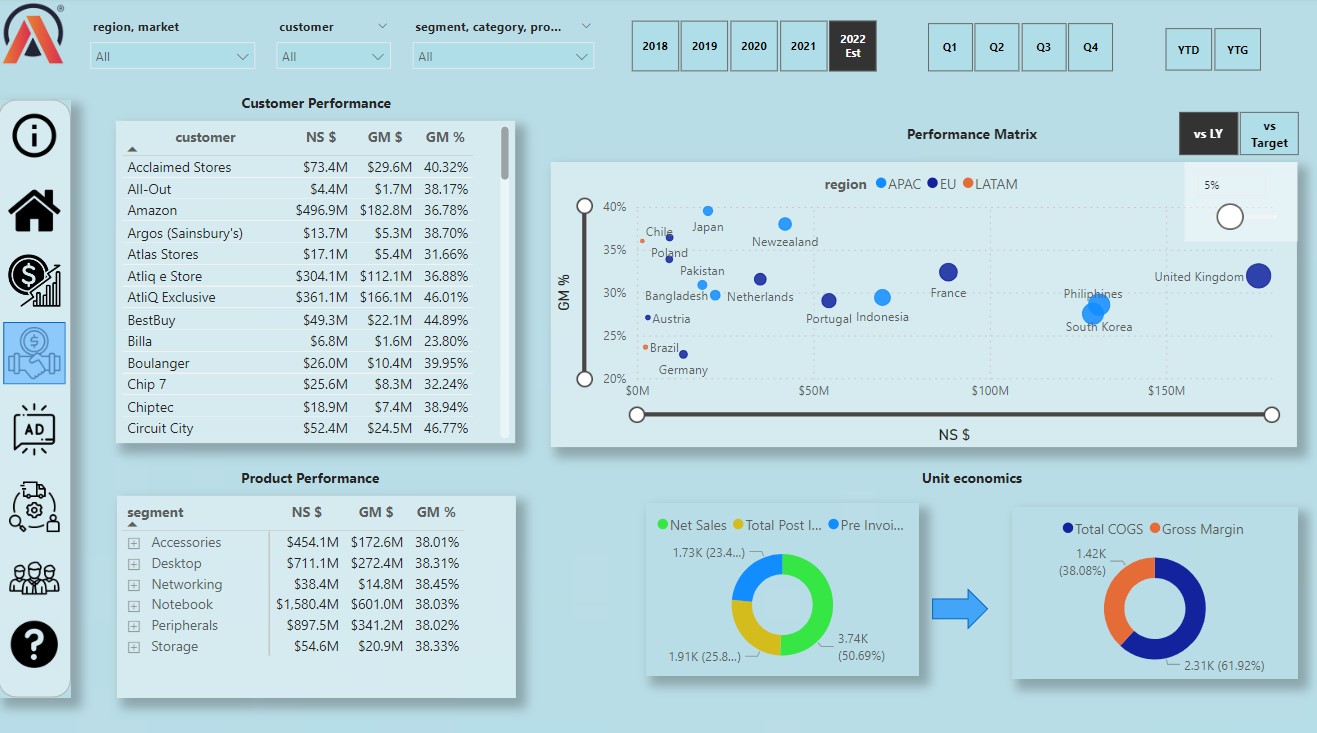 ®
region, market
customer
segment, category, pro...
All
All
All
2018
2019
2020
2021
2022
Est
Q1
Q2
Q3
Q4
YTD
YTG
Customer Performance
customer NS $ GM $ GM %
Acclaimed Stores $73.4M $29.6M 40.32%
All-Out $4.4M $1.7M 38.17%
Amazon $496.9M $182.8M 36.78%
Argos (Sainsbury's) $13.7M $5.3M 38.70%
Atlas Stores $17.1M $5.4M 31.66%
Atliq e Store $304.1M $112.1M 36.88%
AtliQ Exclusive $361.1M $166.1M 46.01%
BestBuy $49.3M $22.1M 44.89%
Billa $6.8M $1.6M 23.80%
Boulanger $26.0M $10.4M 39.95%
Chip 7 $25.6M $8.3M 32.24%
Chiptec $18.9M $7.4M 38.94%
Circuit City $52.4M $24.5M 46.77%
AD
Performance Matrix
vs LY
vs
Target
region APAC EU LATAM
5%
GM %
40%
35%
30%
25%
20%
Chile
Japan
Newzealand
Poland
Pakistan
Bangladesh
Netherlands
Austria
Portugal
Indonesia
France
Philiphines
South Korea
United Kingdom
Brazil
Germany
$0M
$50M
$100M
$150M
NS $
Product Performance
segment NS $ GM $ GM %
Accessories $454.1M $172.6M 38.01%
Desktop $711.1M $272.4M 38.31%
Networking $38.4M $14.8M 38.45%
Notebook $1,580.4M $601.0M 38.03%
Peripherals $897.5M $341.2M 38.02%
Storage $54.6M $20.9M 38.33%
Unit economics
Net Sales Total Post I... Pre Invoi...
1.73K (23.4...)
3.74K
(50.69%)
1.91K (25.8...)
Total COGS Gross Margin
1.42K
(38.08%)
2.31K (61.92%)